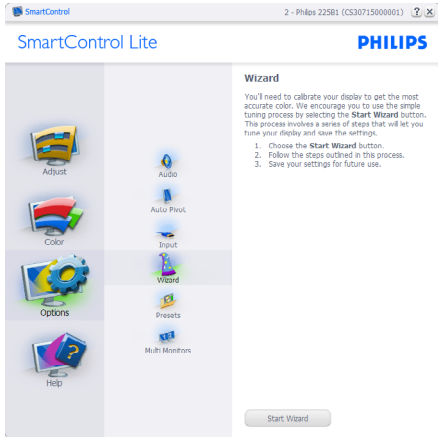 SmartControl
2 - Philips 225B1 (CS30715000001) ? X
SmartControl Lite
PHILIPS
Adjust
Color
Options
Help
Audio
Auto Pivot
Input
Wizard
Presets
Multi Monitors
Wizard
You'll need to calibrate your display to get the most
accurate color. We encourage you to use the simple
tuning process by selecting the Start Wizard button.
This process involves a series of steps that will let you
tune your display and save the settings.
1. Choose the Start Wizard button.
2. Follow the steps outlined in this process.
3. Save your settings for future use.
Start Wizard